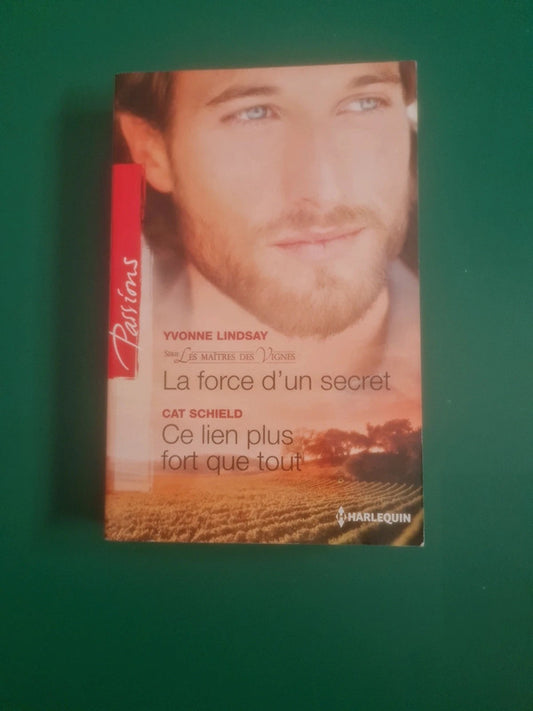 Passions
YVONNE LINDSAY
Série LES MAÎTRES DES VIGNES
La force d'un secret
CAT SCHIELD
Ce lien plus
fort que tout
HARLEQUIN